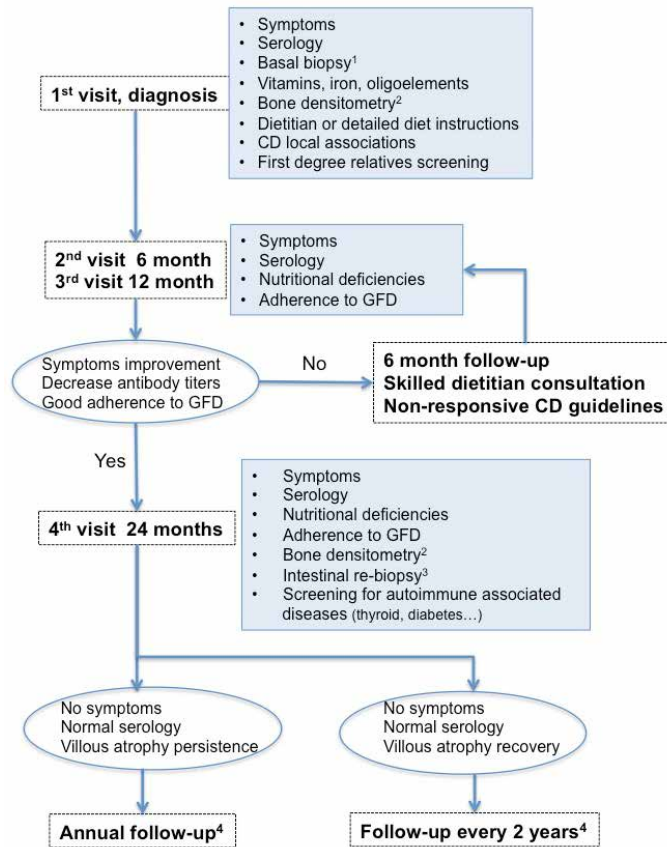 • Symptoms
• Serology
• Basal biopsy¹
• Vitamins, iron, oligoelements
• Bone densitometry²
• Dietitian or detailed diet instructions
• CD local associations
• First degree relatives screening
1st visit, diagnosis
2nd visit 6 month
3rd visit 12 month
• Symptoms
• Serology
• Nutritional deficiencies
• Adherence to GFD
Symptoms improvement
Decrease antibody titers
Good adherence to GFD
No
6 month follow-up
Skilled dietitian consultation
Non-responsive CD guidelines
Yes
4th visit 24 months
• Symptoms
• Serology
• Nutritional deficiencies
• Adherence to GFD
• Bone densitometry²
• Intestinal re-biopsy³
• Screening for autoimmune associated
diseases (thyroid, diabetes…)
No symptoms
Normal serology
Villous atrophy persistence
No symptoms
Normal serology
Villous atrophy recovery
Annual follow-up⁴
Follow-up every 2 years⁴